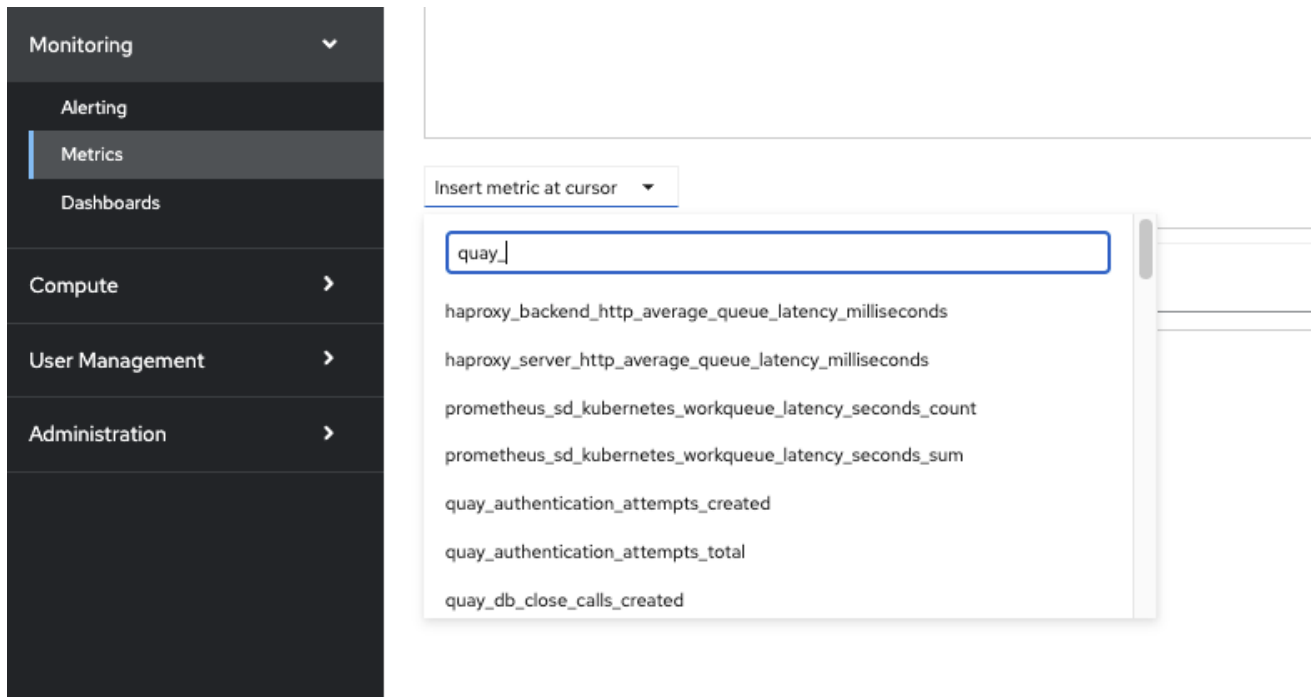 Monitoring
Alerting
Metrics
Dashboards
Compute
User Management
Administration
Insert metric at cursor
quay_
haproxy_backend_http_average_queue_latency_milliseconds
haproxy_server_http_average_queue_latency_milliseconds
prometheus_sd_kubernetes_workqueue_latency_seconds_count
prometheus_sd_kubernetes_workqueue_latency_seconds_sum
quay_authentication_attempts_created
quay_authentication_attempts_total
quay_db_close_calls_created